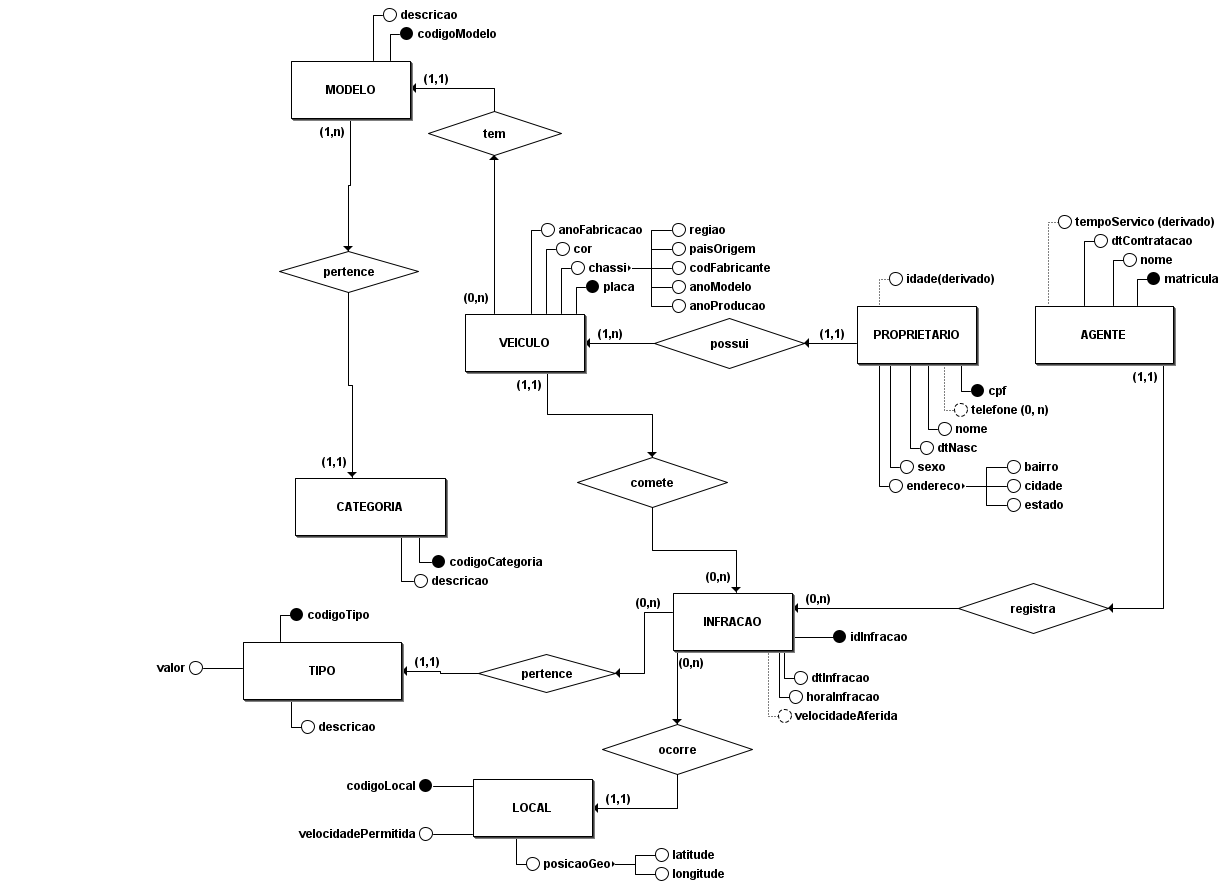 descricao
codigoModelo
MODELO
(1,1)
(1,n)
tem
pertence
(0,n)
anoFabricacao
cor
chassi
placa
regiao
paisOrigem
codFabricante
anoModelo
anoProducao
VEICULO
(1,n)
possui
(1,1)
idade(derivado)
PROPRIETARIO
tempoServico (derivado)
dtContratacao
nome
matricula
AGENTE
(1,1)
(1,1)
cpf
telefone (0, n)
nome
dtNasc
sexo
endereco
bairro
cidade
estado
(1,1)
CATEGORIA
codigoCategoria
descricao
comete
(0,n)
(0,n)
INFRACAO
(0,n)
registra
idInfracao
(0,n)
dtInfracao
horaInfracao
velocidadeAferida
codigoTipo
valor
TIPO
(1,1)
pertence
descricao
ocorre
codigoLocal
LOCAL
(1,1)
velocidadePermitida
posicaoGeo
latitude
longitude